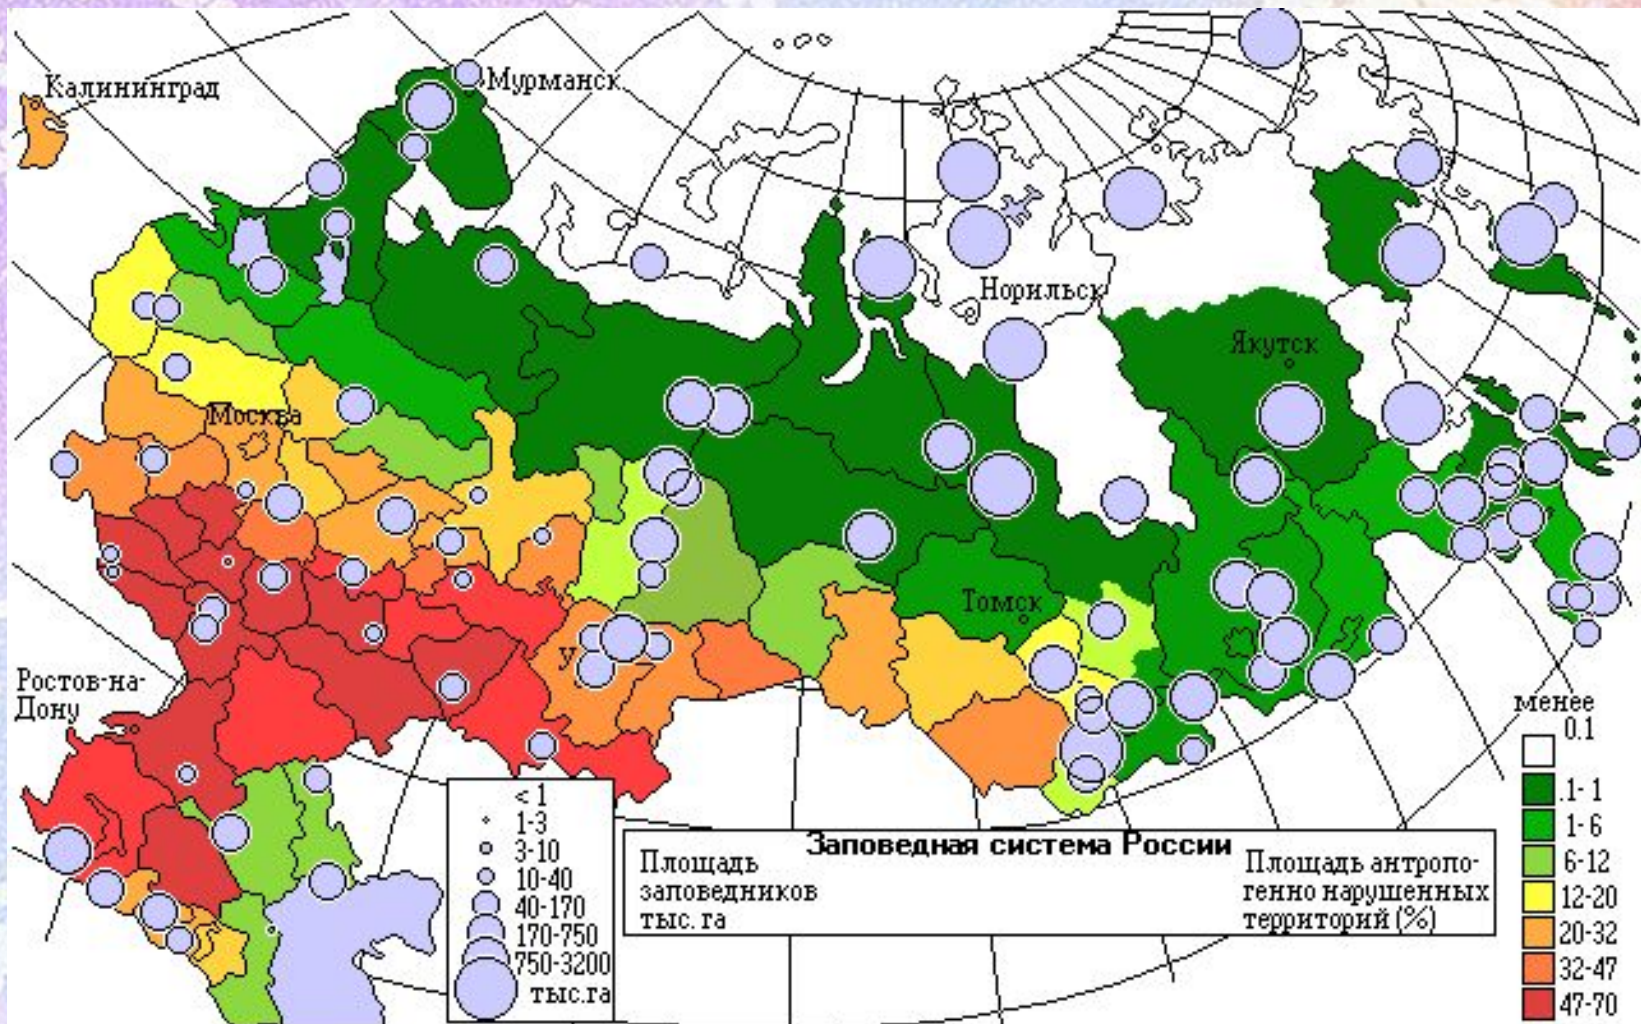 Калининград
Мурманск
Норильск
Якутск
Москва
Томск
У
Ростов-на-
Дону
< 1
1-3
3-10
10-40
40-170
170-750
750-3200
тыс.га
Заповедная система России
Площадь
заповедников
тыс. га
Площадь антропо-
генно нарушенных
территорий (%)
менее
0.1
.1- 1
1-6
6-12
12-20
20-32
32-47
47-70